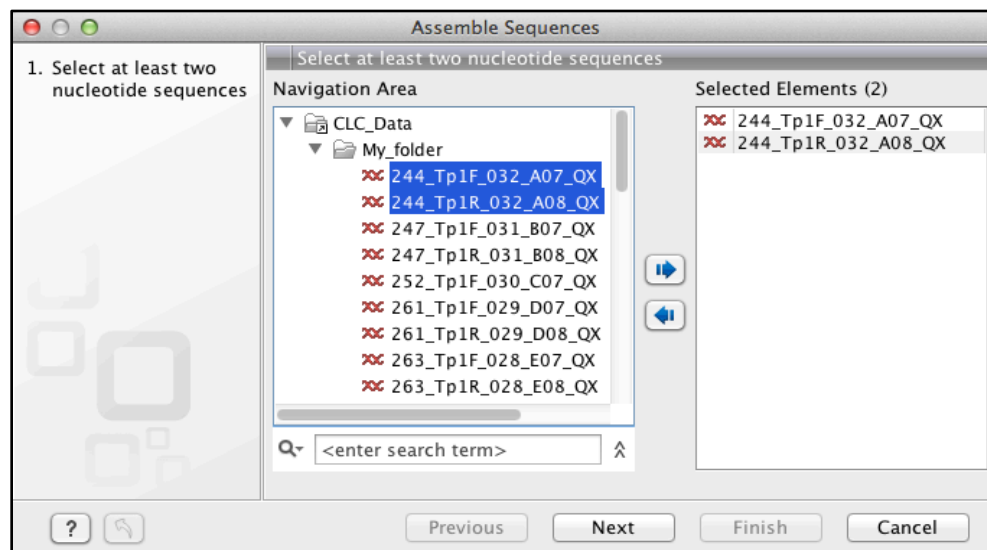 Assemble Sequences
1. Select at least two
nucleotide sequences
Select at least two nucleotide sequences
Navigation Area
CLC_Data
My_folder
244_Tp1F_032_A07_QX
244_Tp1R_032_A08_QX
247_Tp1F_031_B07_QX
247_Tp1R_031_B08_QX
252_Tp1F_030_C07_QX
261_Tp1F_029_D07_QX
261_Tp1R_029_D08_QX
263_Tp1F_028_E07_QX
263_Tp1R_028_E08_QX
<enter search term>
Selected Elements (2)
244_Tp1F_032_A07_QX
244_Tp1R_032_A08_QX
?
Previous
Next
Finish
Cancel